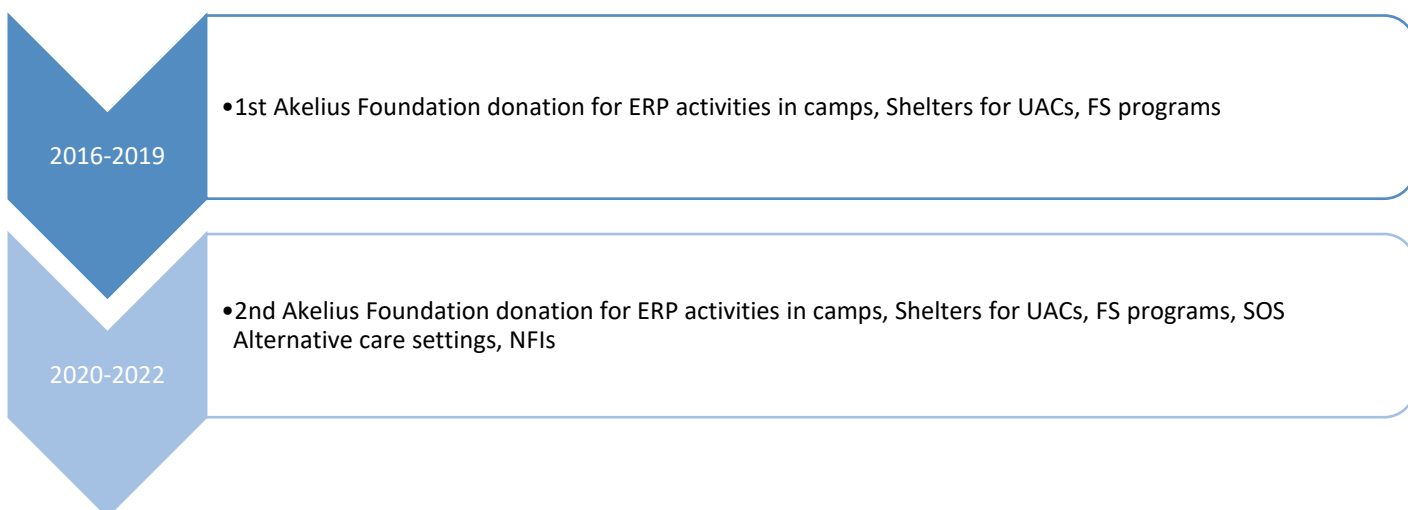 2016-2019
•1st Akelius Foundation donation for ERP activities in camps, Shelters for UACs, FS programs
2020-2022
•2nd Akelius Foundation donation for ERP activities in camps, Shelters for UACs, FS programs, SOS
Alternative care settings, NFIs